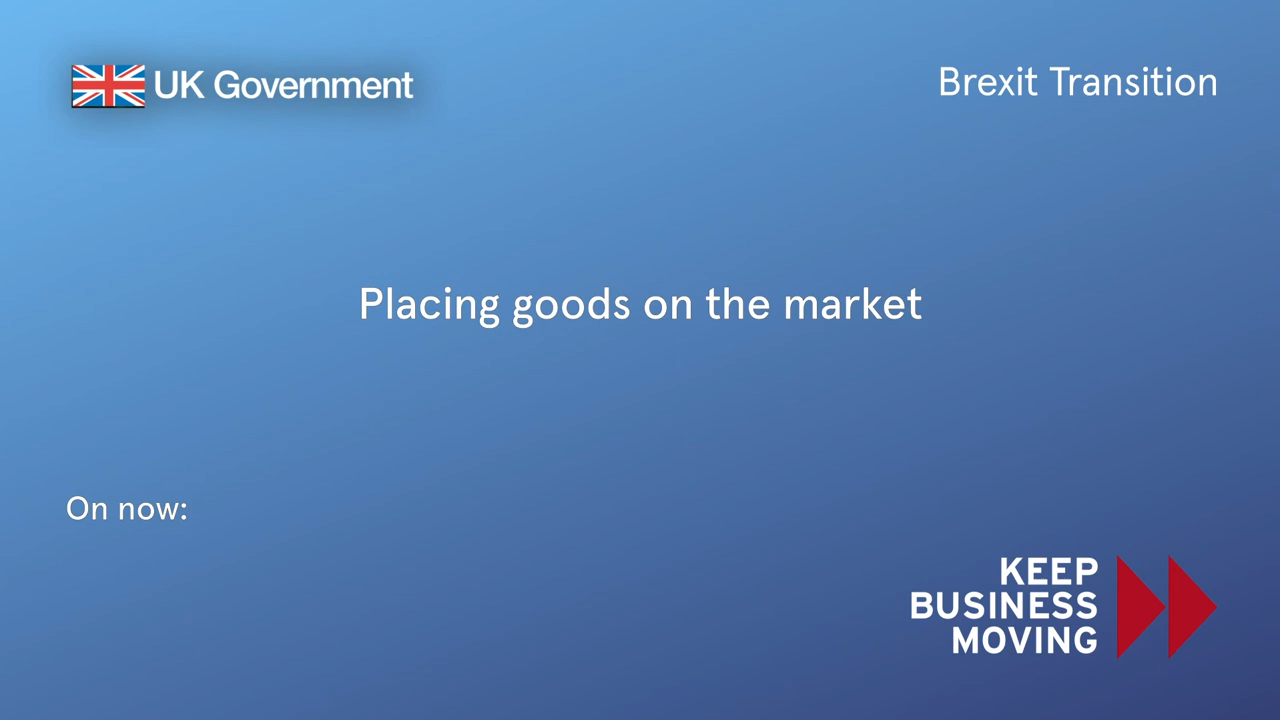 UK Government
Brexit Transition
Placing goods on the market
On now:
KEEP
BUSINESS
MOVING